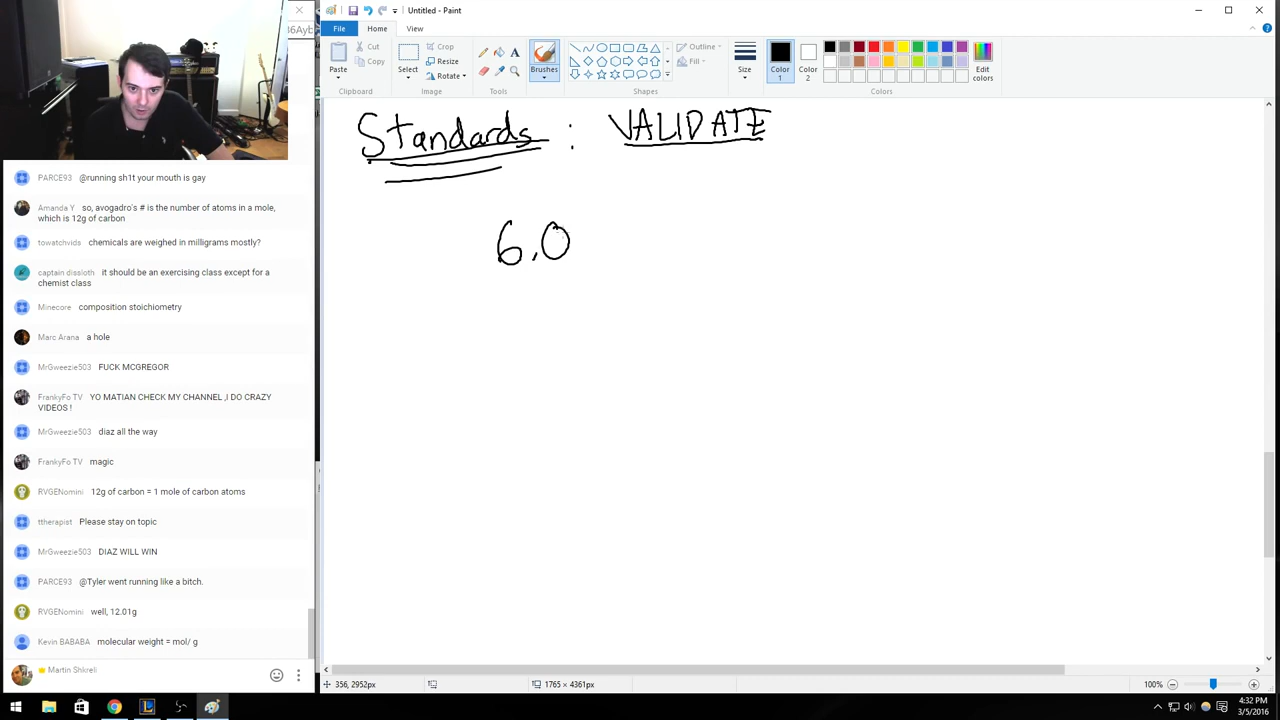 36Ayb
Untitled - Paint
File
Home
View
Paste
Cut
Copy
Clipboard
Select
Crop
Resize
Rotate
Image
Tools
Brushes
Shapes
Outline
Fill
Size
Color 1
Color 2
Edit colors
Colors
Standards : VALIDATE
6.0
PARCE93 @running sh1t your mouth is gay
Amanda Y so, avogadro's # is the number of atoms in a mole,
which is 12g of carbon
towatchvids chemicals are weighed in milligrams mostly?
captain dissloth it should be an exercising class except for a
chemist class
Minecore composition stoichiometry
Marc Arana a hole
MrGweezie503 FUCK MCGREGOR
FrankyFo TV YO MATIAN CHECK MY CHANNEL ,I DO CRAZY
VIDEOS !
MrGweezie503 diaz all the way
FrankyFo TV magic
RVGENomini 12g of carbon = 1 mole of carbon atoms
ttherapist Please stay on topic
MrGweezie503 DIAZ WILL WIN
PARCE93 @Tyler went running like a bitch.
RVGENomini well, 12.01g
Kevin BABABA molecular weight = mol/ g
Martin Shkreli
356, 2952px
1765 × 4361px
100%
4:32 PM
3/5/2016